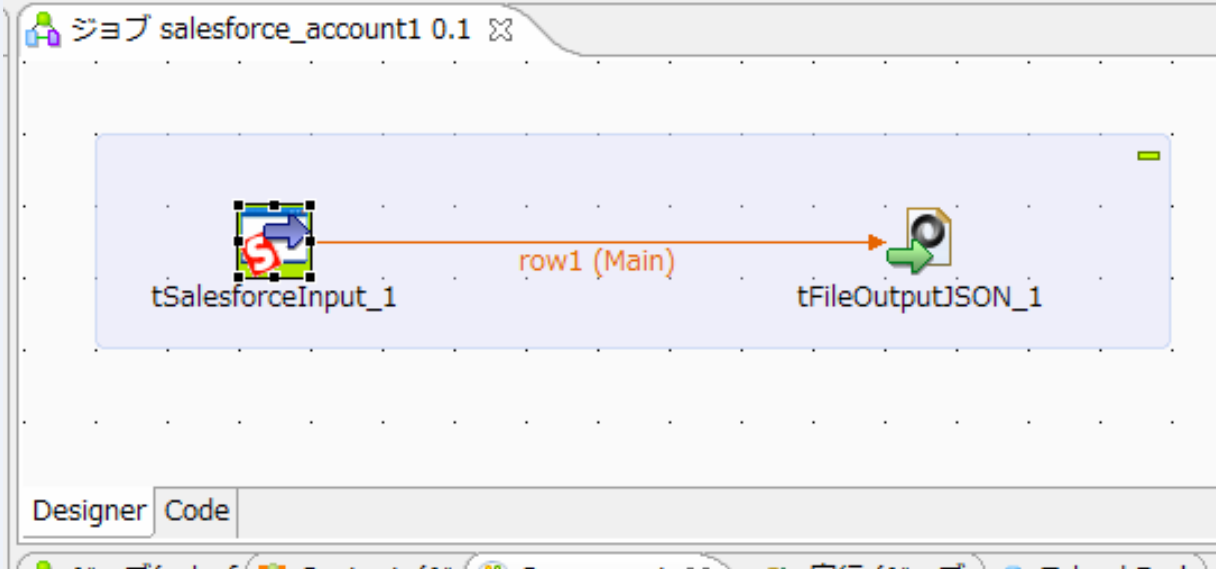 ジョブ salesforce_account1 0.1
row1 (Main)
tSalesforceInput_1
tFileOutputJSON_1
Designer
Code